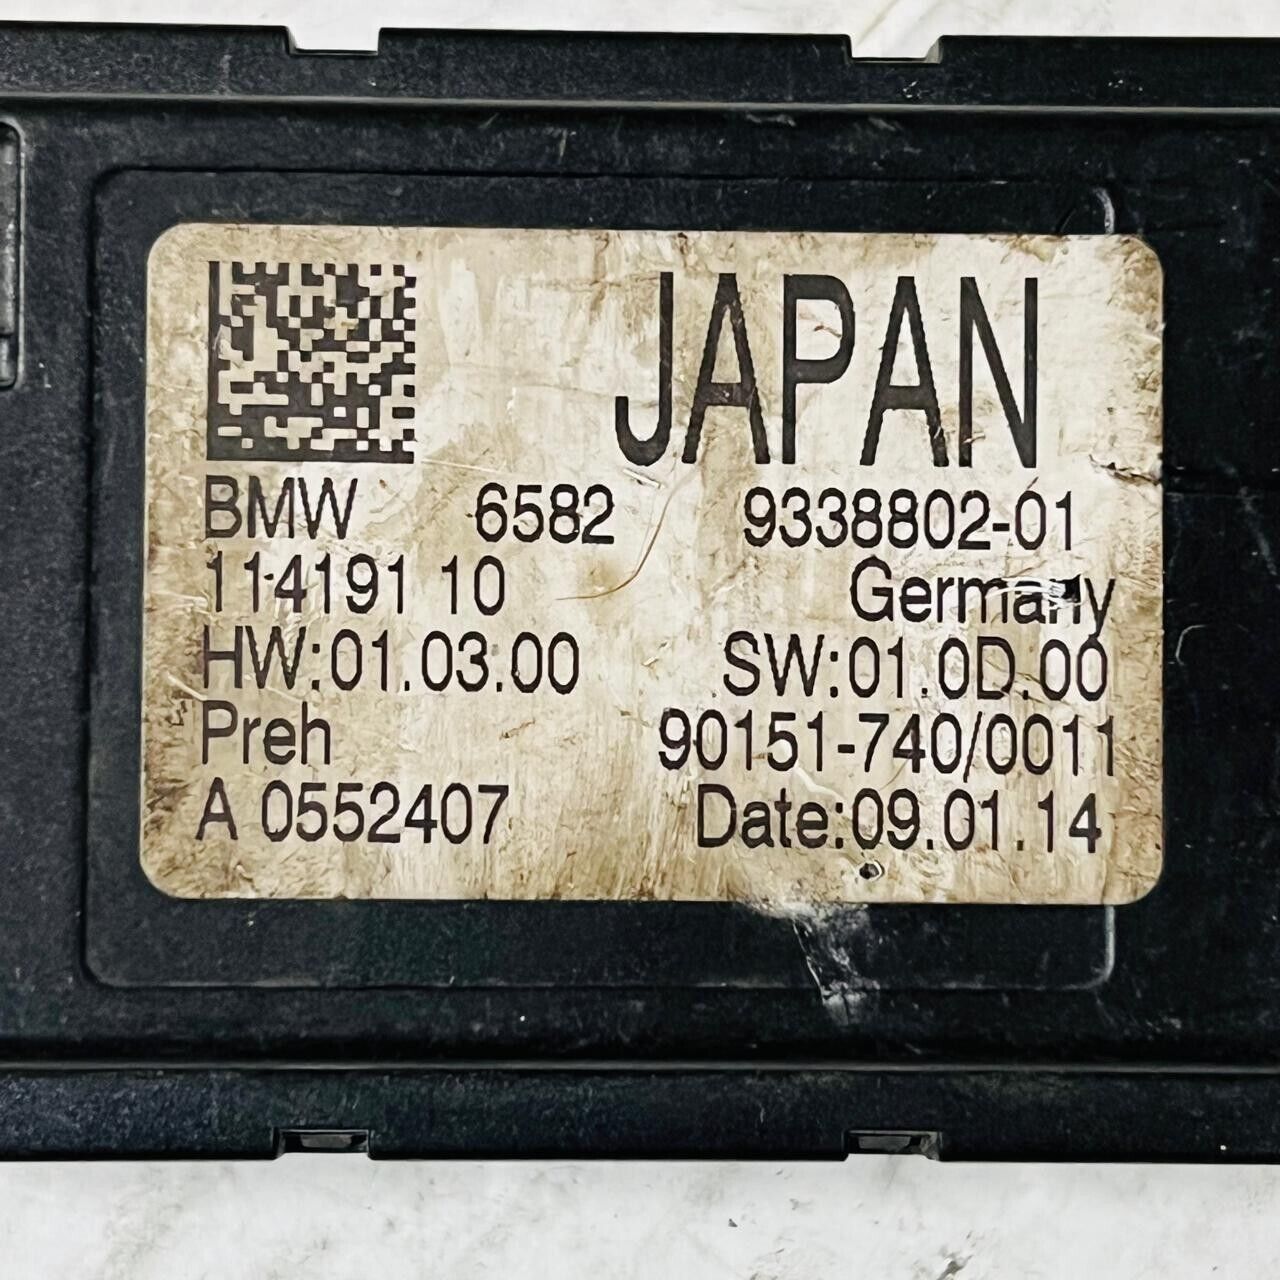 JAPAN
BMW 6582 9338802-01
114191 10 Germany
HW:01.03.00 SW:01.0D.00
Preh 90151-740/0011
A 0552407 Date:09.01.14